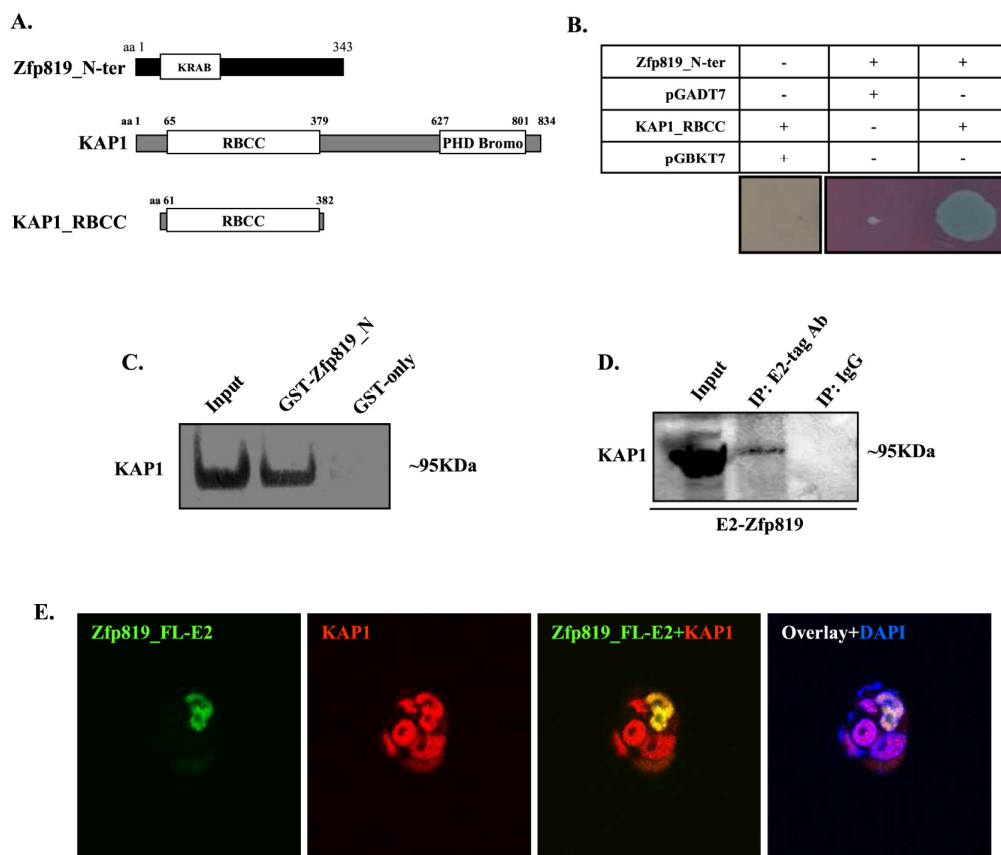 A.
aa 1 343
Zfp819_N-ter KRAB
aa 1 65 379 627 801 834
KAP1 RBCC PHD Bromo
aa 61 382
KAP1_RBCC RBCC
B.
Zfp819_N-ter - + +
pGADT7 - + -
KAP1_RBCC + - +
pGBKT7 + - -
C.
Input GST-Zfp819_N GST-only
KAP1 ~95KDa
D.
Input IP: E2-tag Ab IP: IgG
KAP1 ~95KDa
E2-Zfp819
E.
Zfp819_FL-E2
KAP1
Zfp819_FL-E2+KAP1
Overlay+DAPI